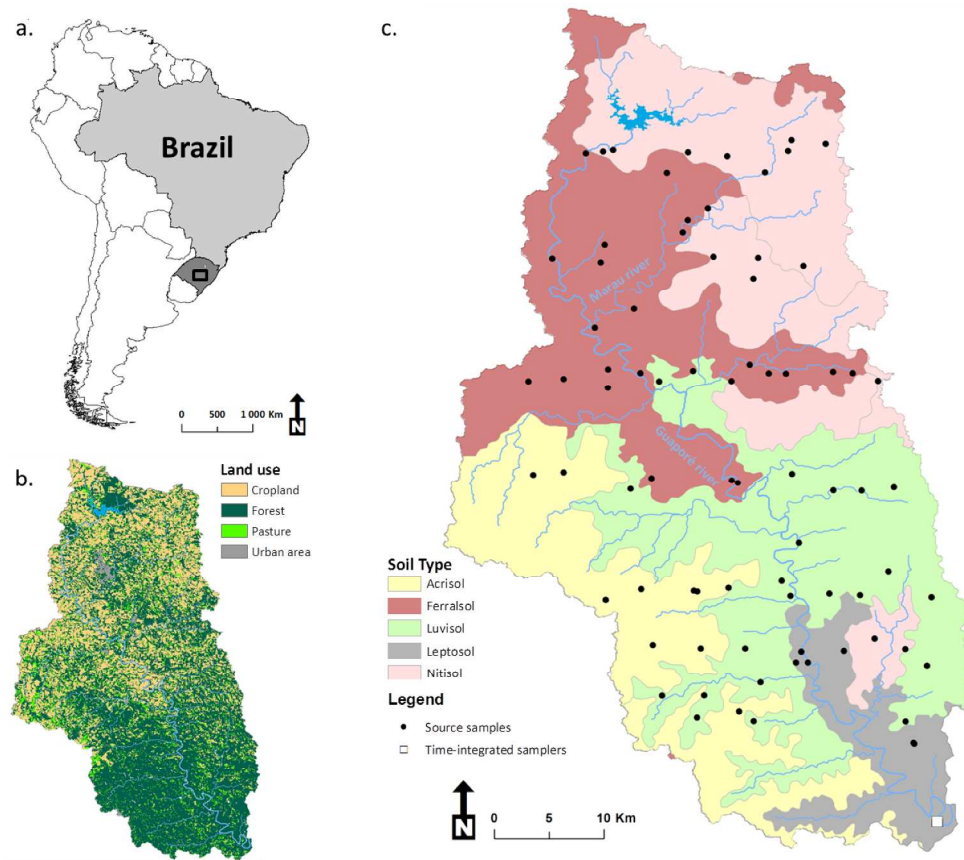 a.
Brazil
0 500 1 000 Km
N
b.
Land use
Cropland
Forest
Pasture
Urban area
c.
Marau river
Guaporé river
Soil Type
Acrisol
Ferralsol
Luvisol
Leptosol
Nitisol
Legend
Source samples
Time-integrated samplers
N
0 5 10 Km